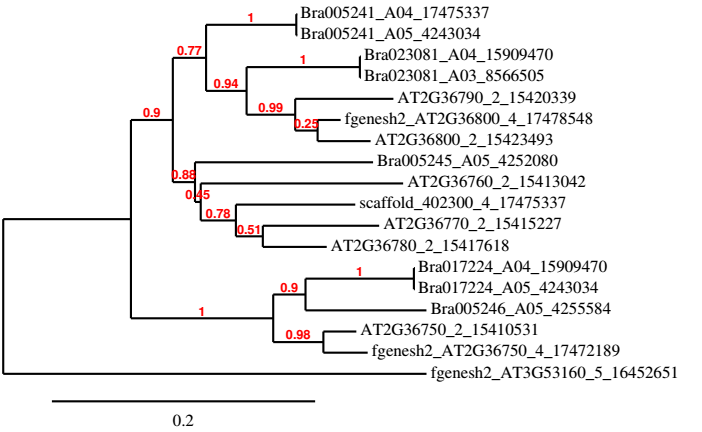 1
Bra005241_A04_17475337
Bra005241_A05_4243034
0.77
1
Bra023081_A04_15909470
Bra023081_A03_8566505
0.94
0.99
AT2G36790_2_15420339
0.9
0.25
fgenesh2_AT2G36800_4_17478548
AT2G36800_2_15423493
Bra005245_A05_4252080
0.88
AT2G36760_2_15413042
0.45
scaffold_402300_4_17475337
0.78
AT2G36770_2_15415227
0.51
AT2G36780_2_15417618
1
Bra017224_A04_15909470
Bra017224_A05_4243034
0.9
Bra005246_A05_4255584
1
AT2G36750_2_15410531
0.98
fgenesh2_AT2G36750_4_17472189
fgenesh2_AT3G53160_5_16452651
0.2